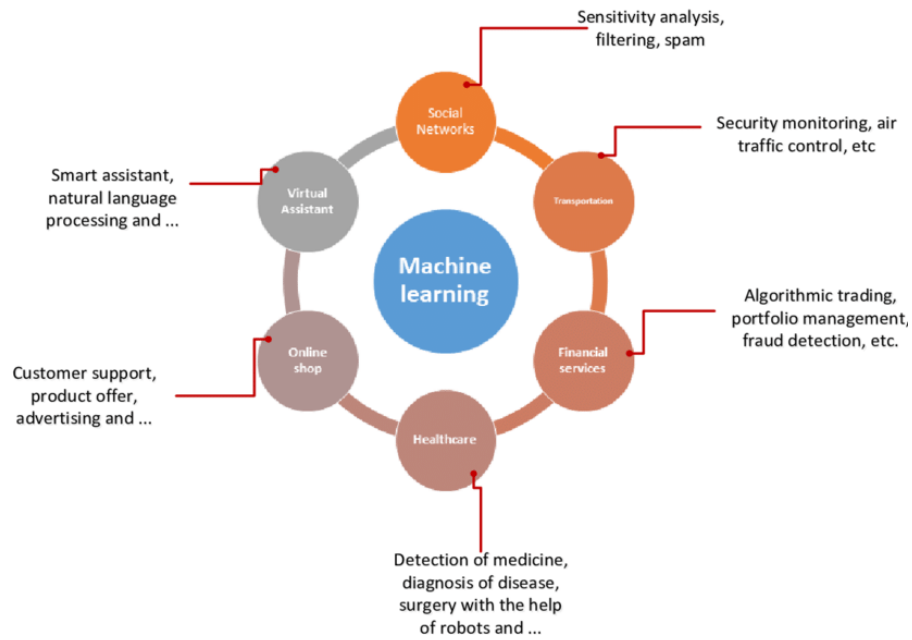 Sensitivity analysis,
filtering, spam
Social
Networks
Security monitoring, air
traffic control, etc
Transportation
Smart assistant,
natural language
processing and ...
Virtual
Assistant
Machine
learning
Algorithmic trading,
portfolio management,
fraud detection, etc.
Financial
services
Online
shop
Customer support,
product offer,
advertising and ...
Healthcare
Detection of medicine,
diagnosis of disease,
surgery with the help
of robots and ...